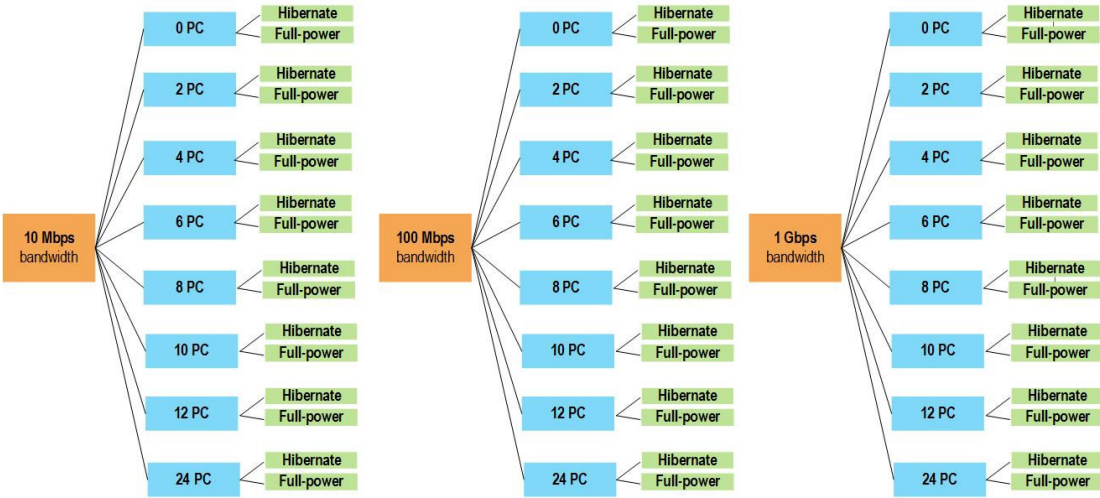 10 Mbps
bandwidth
0 PC
Hibernate
Full-power
2 PC
Hibernate
Full-power
4 PC
Hibernate
Full-power
6 PC
Hibernate
Full-power
8 PC
Hibernate
Full-power
10 PC
Hibernate
Full-power
12 PC
Hibernate
Full-power
24 PC
Hibernate
Full-power
100 Mbps
bandwidth
0 PC
Hibernate
Full-power
2 PC
Hibernate
Full-power
4 PC
Hibernate
Full-power
6 PC
Hibernate
Full-power
8 PC
Hibernate
Full-power
10 PC
Hibernate
Full-power
12 PC
Hibernate
Full-power
24 PC
Hibernate
Full-power
1 Gbps
bandwidth
0 PC
Hibernate
Full-power
2 PC
Hibernate
Full-power
4 PC
Hibernate
Full-power
6 PC
Hibernate
Full-power
8 PC
Hibernate
Full-power
10 PC
Hibernate
Full-power
12 PC
Hibernate
Full-power
24 PC
Hibernate
Full-power